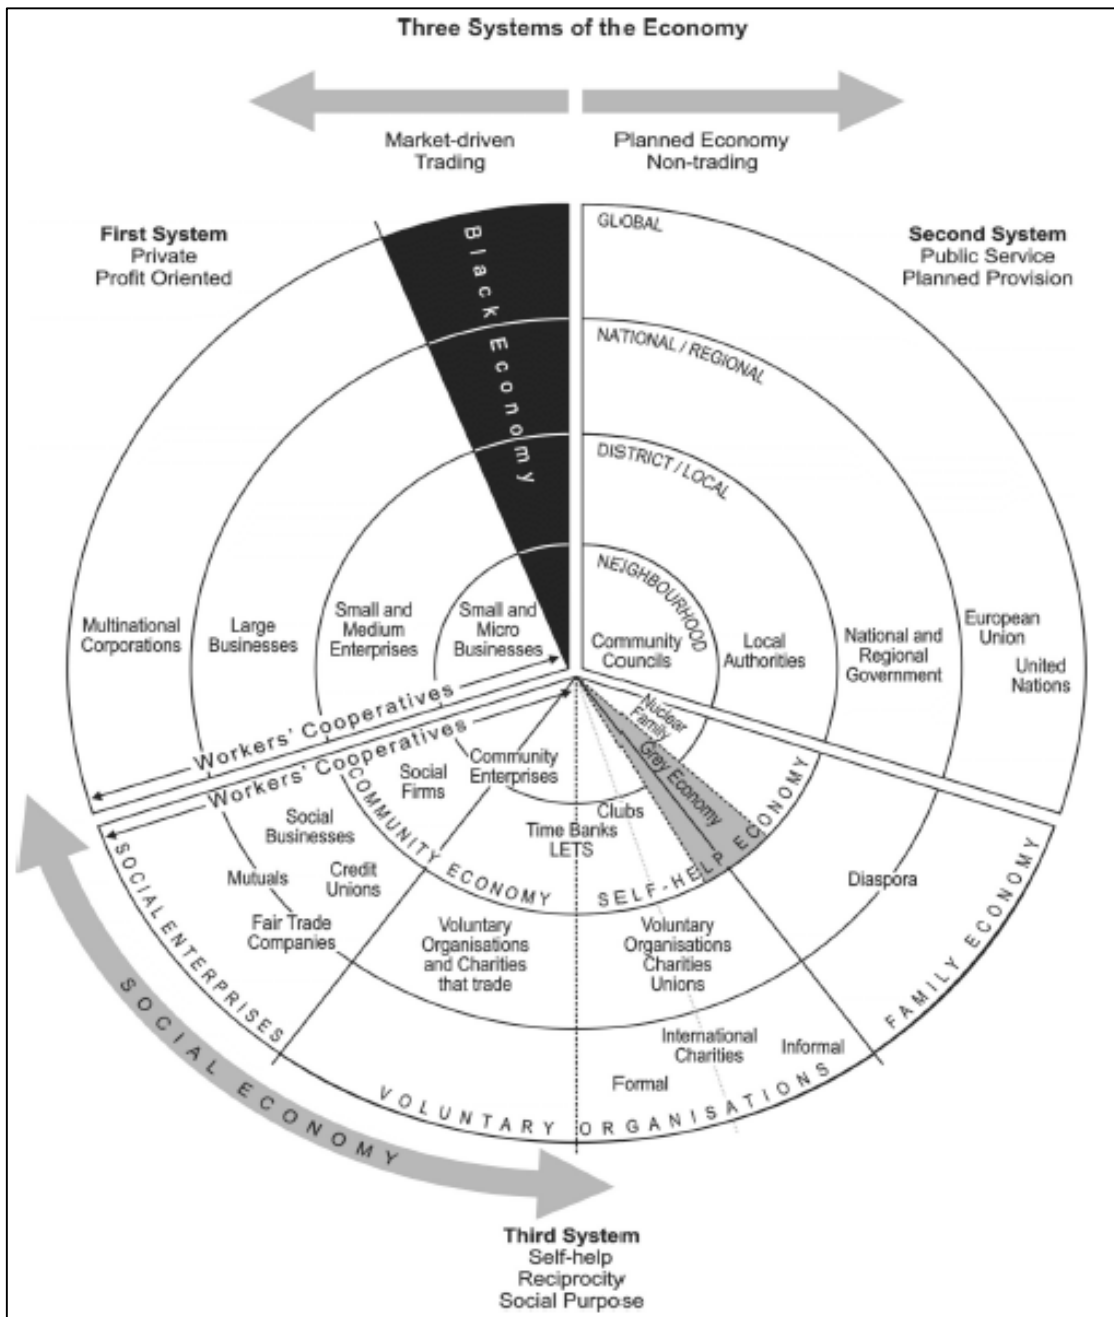 Three Systems of the Economy
Market-driven
Trading
Planned Economy
Non-trading
First System
Private
Profit Oriented
Second System
Public Service
Planned Provision
Black Economy
GLOBAL
NATIONAL / REGIONAL
DISTRICT / LOCAL
NEIGHBOURHOOD
Multinational
Corporations
Large
Businesses
Small and
Medium
Enterprises
Small and
Micro
Businesses
Community
Councils
Local
Authorities
National and
Regional
Government
European
Union
United
Nations
Workers' Cooperatives
Workers' Cooperatives
Nuclear
Family
Grey Economy
Community
Enterprises
Social
Firms
Clubs
Time Banks
LETS
Social
Businesses
Mutuals
Credit
Unions
Fair Trade
Companies
COMMUNITY ECONOMY
SELF-HELP ECONOMY
Diaspora
Voluntary
Organisations
and Charities
that trade
Voluntary
Organisations
Charities
Unions
International
Charities
Informal
Formal
SOCIAL ENTERPRISES
VOLUNTARY ORGANISATIONS
FAMILY ECONOMY
SOCIAL ECONOMY
Third System
Self-help
Reciprocity
Social Purpose